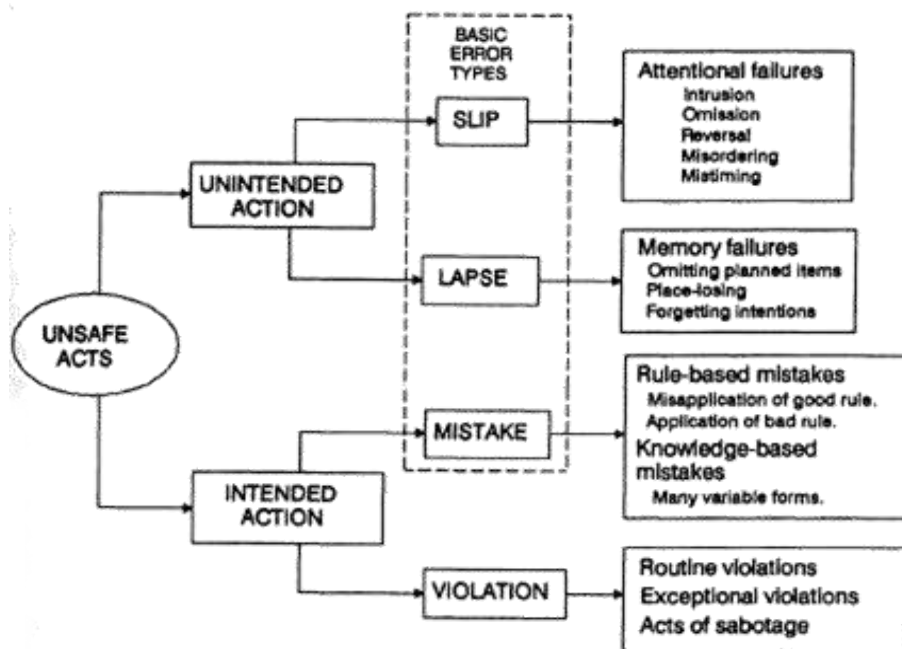 BASIC
ERROR
TYPES
SLIP
Attentional failures
Intrusion
Omission
Reversal
Misordering
Mistiming
UNINTENDED
ACTION
LAPSE
Memory failures
Omitting planned items
Place-losing
Forgetting intentions
UNSAFE
ACTS
MISTAKE
Rule-based mistakes
Misapplication of good rule.
Application of bad rule.
Knowledge-based
mistakes
Many variable forms.
INTENDED
ACTION
VIOLATION
Routine violations
Exceptional violations
Acts of sabotage